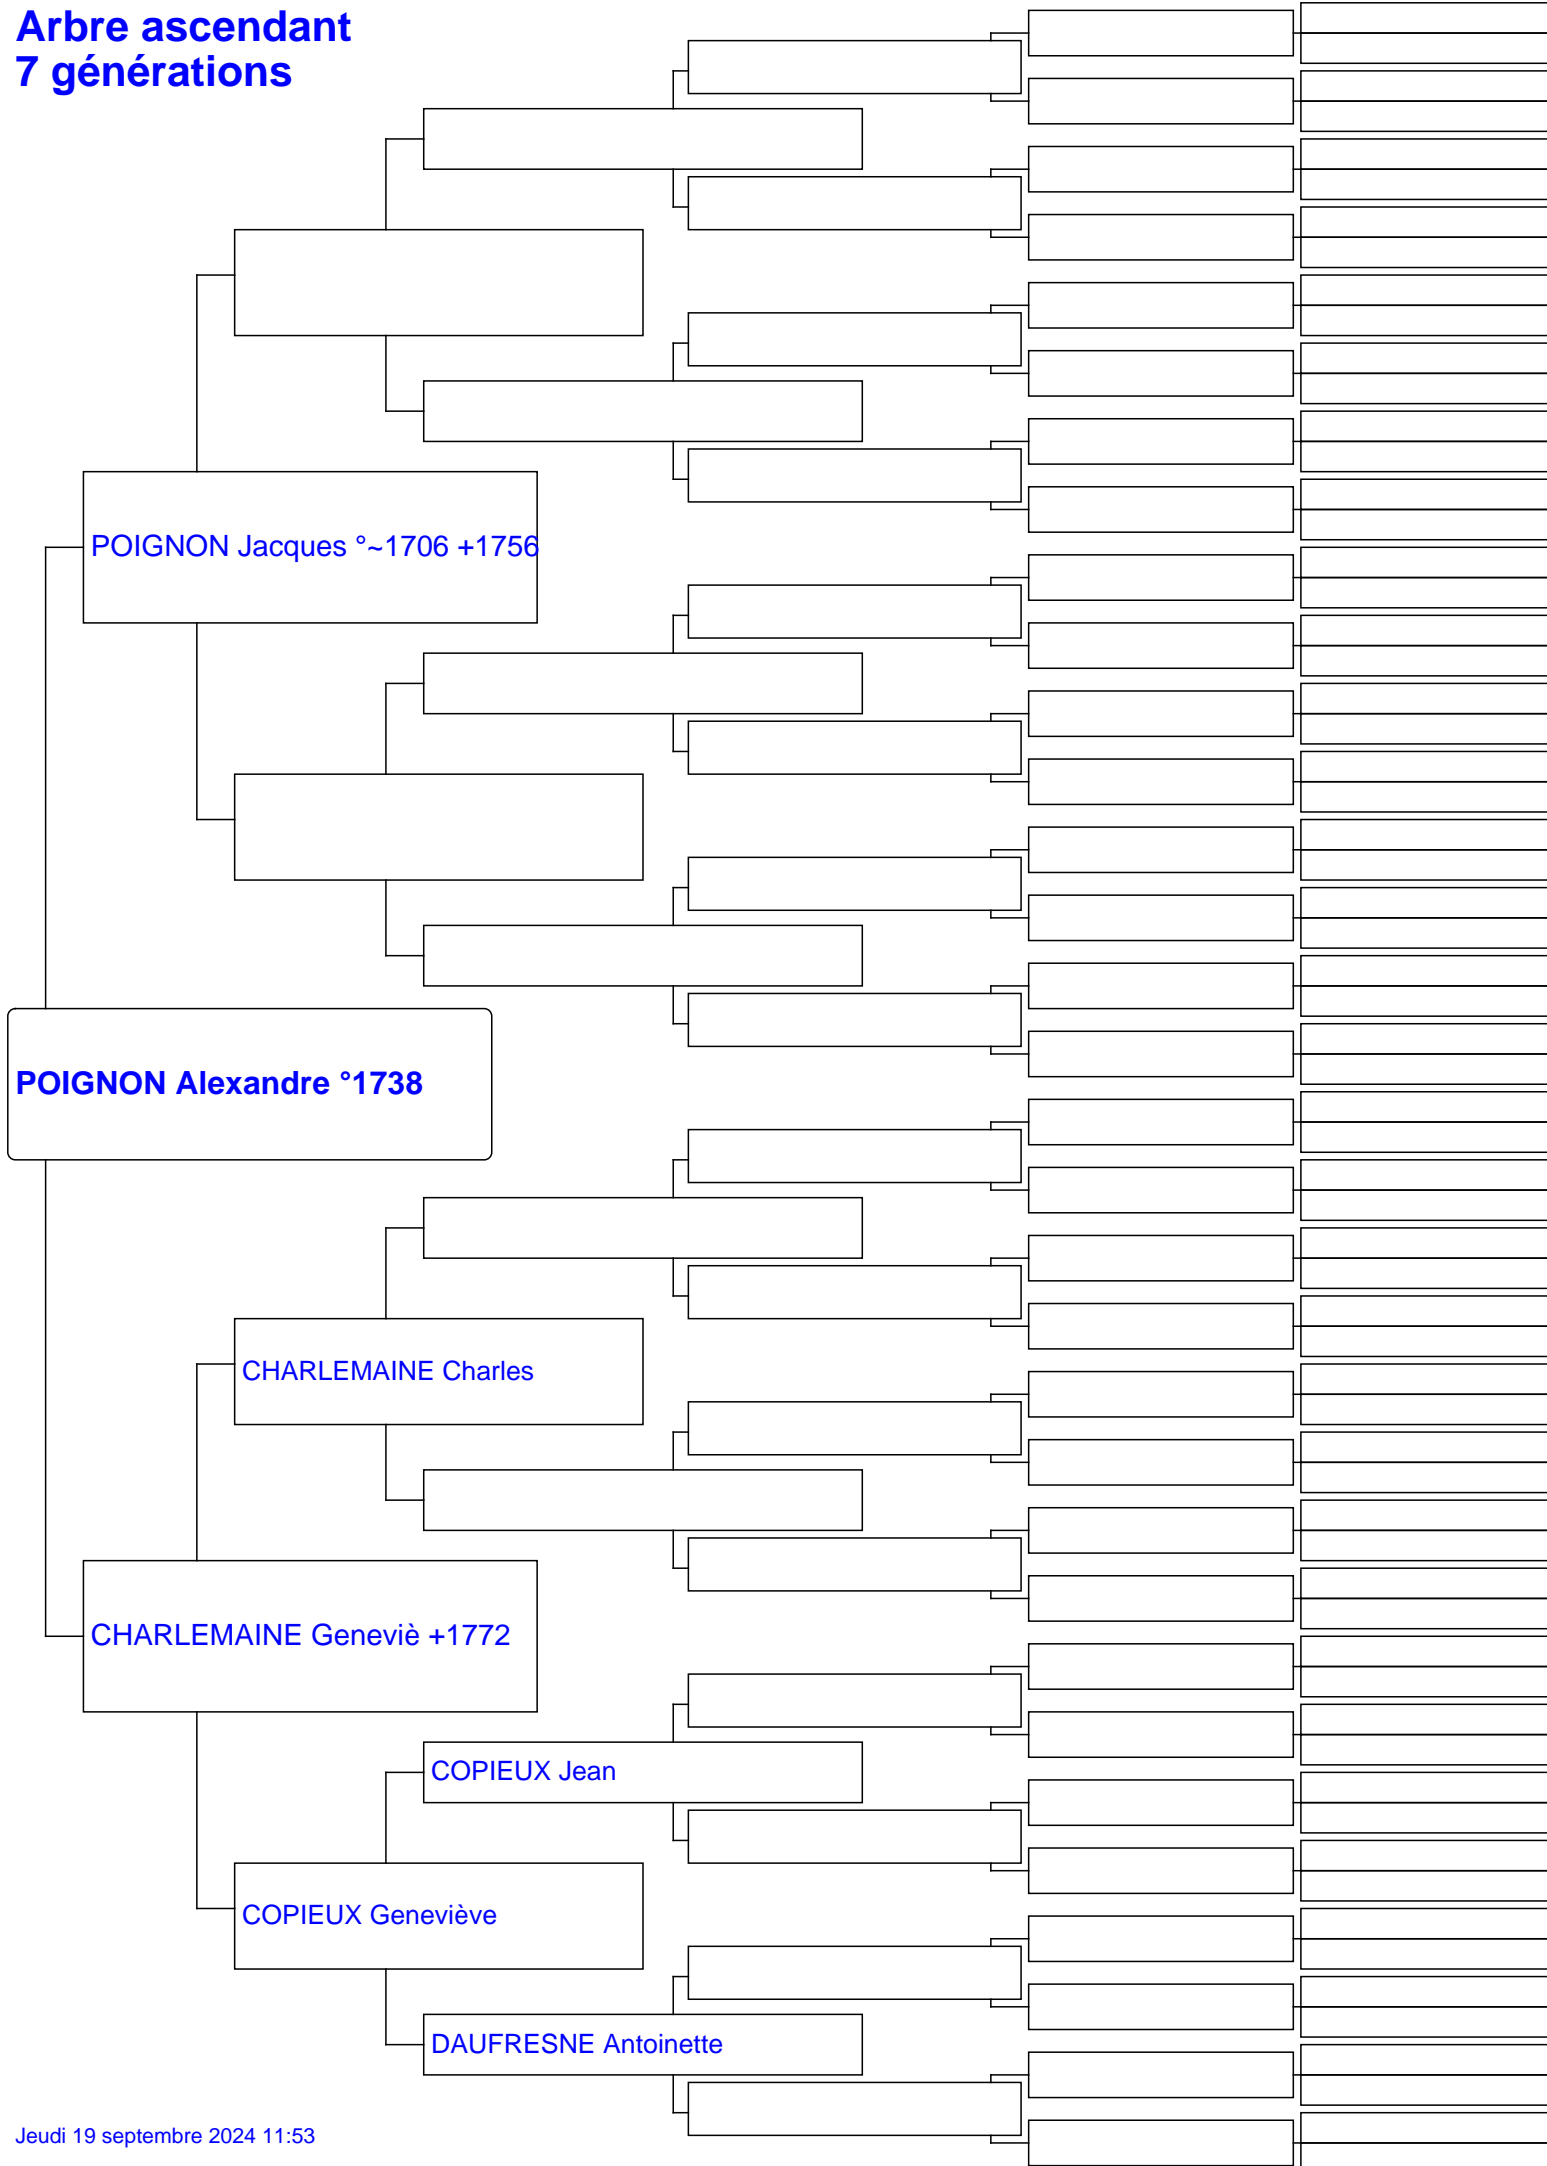 Arbre ascendant
7 générations
POIGNON Jacques °~1706 +1756
POIGNON Alexandre °1738
CHARLEMAINE Charles
CHARLEMAINE Geneviè +1772
COPIEUX Jean
COPIEUX Geneviève
DAUFRESNE Antoinette
Jeudi 19 septembre 2024 11:53